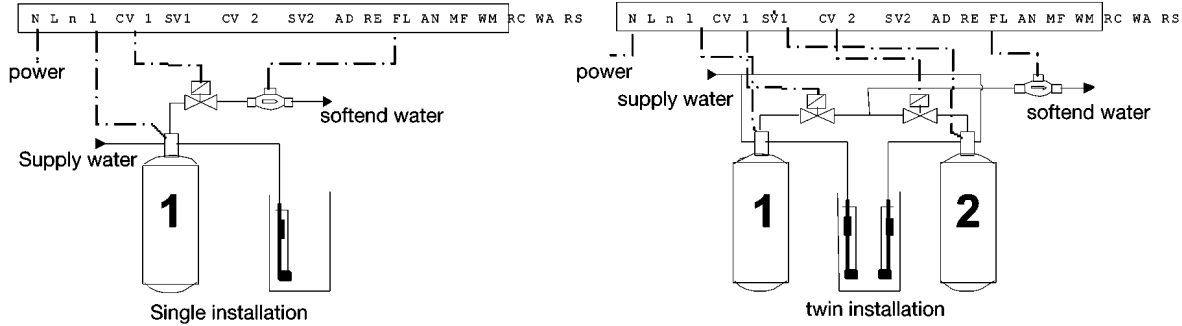 N L n l CV 1 SV1 CV 2 SV2 AD RE FL AN MF WM RC WA RS
power
softend water
Supply water
1
Single installation
N L n l CV 1 SV1 CV 2 SV2 AD RE FL AN MF WM RC WA RS
power
supply water
softend water
1
2
twin installation